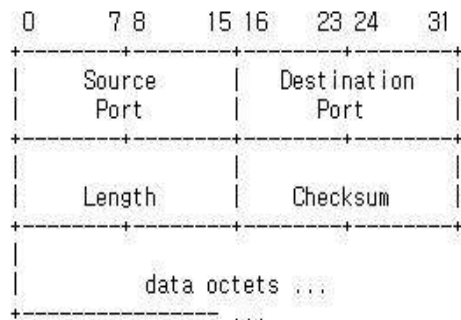 0 7 8 15 16 23 24 31
Source Destination
Port Port
Length Checksum
data octets ...
...